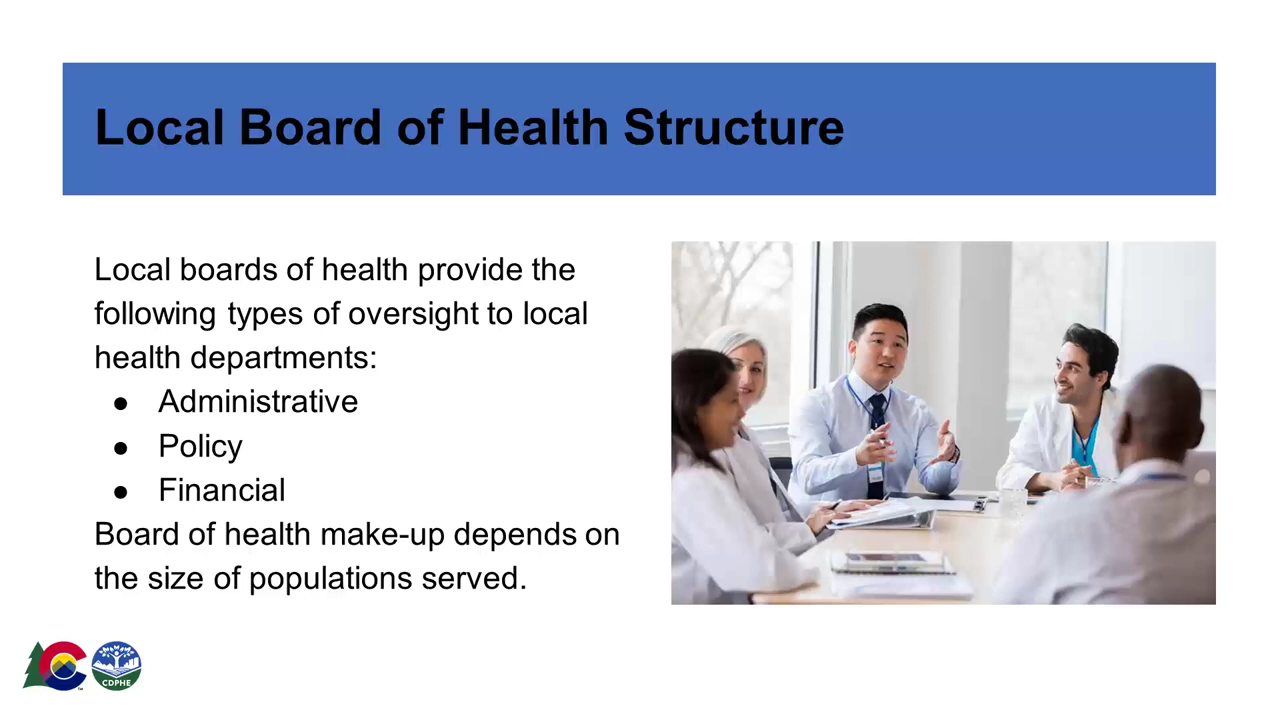 Local Board of Health Structure
Local boards of health provide the
following types of oversight to local
health departments:
● Administrative
● Policy
● Financial
Board of health make-up depends on
the size of populations served.
CDPHE